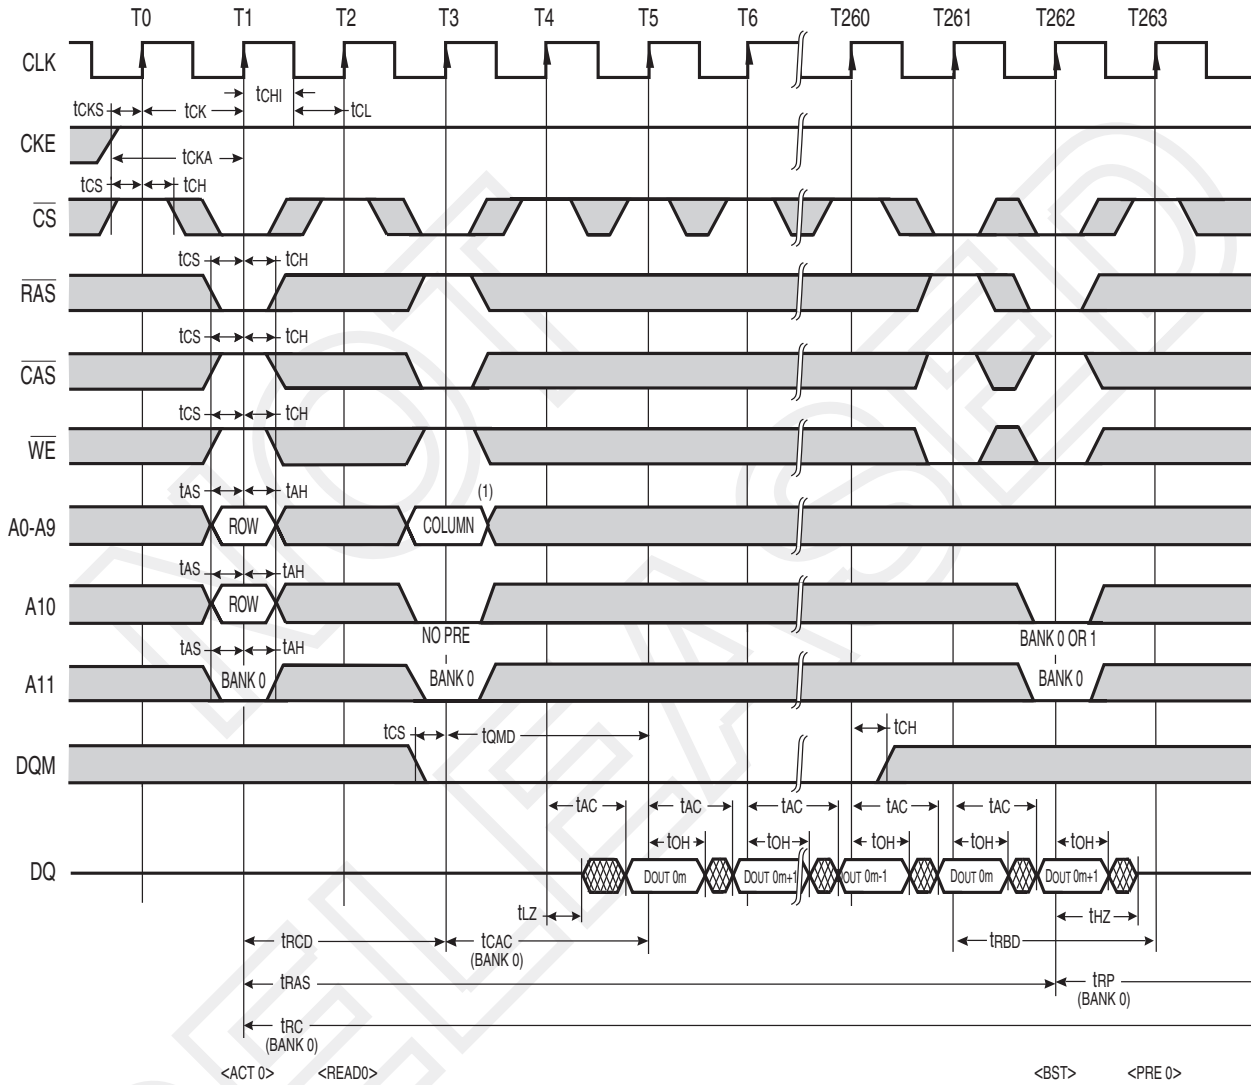 T0 T1 T2 T3 T4 T5 T6 T260 T261 T262 T263
CLK
tCHI
tCKS tCK tCL
CKE
tCKA
tCS tCH
CS
tCS tCH
RAS
tCS tCH
CAS
tCS tCH
WE
tAS tAH (1)
A0-A9 ROW COLUMN
tAS tAH
A10 ROW
NO PRE BANK 0 OR 1
tAS tAH
A11 BANK 0 BANK 0 BANK 0
tCS tQMD tCH
DQM
tAC tAC tAC tAC tAC
tOH tOH tOH tOH tOH
DQ DOUT 0m DOUT 0m+1 OUT 0m-1 DOUT 0m DOUT 0m+1
tLZ tHZ
tRCD tCAC tRBD
(BANK 0)
tRAS tRP
(BANK 0)
tRC
(BANK 0)
<ACT 0> <READ0> <BST> <PRE 0>
NOT
RELEASED